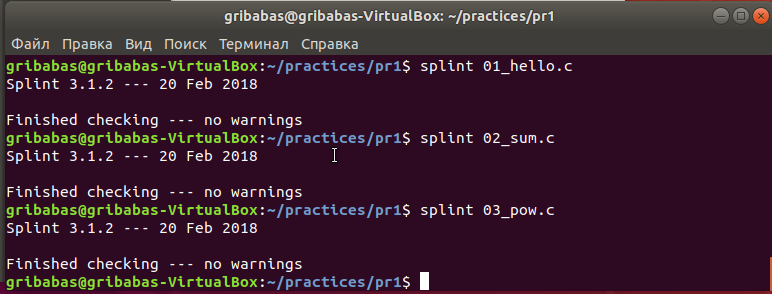 gribabas@gribabas-VirtualBox: ~/practices/pr1
Файл Правка Вид Поиск Терминал Справка
gribabas@gribabas-VirtualBox:~/practices/pr1$ splint 01_hello.c
Splint 3.1.2 --- 20 Feb 2018
Finished checking --- no warnings
gribabas@gribabas-VirtualBox:~/practices/pr1$ splint 02_sum.c
Splint 3.1.2 --- 20 Feb 2018
Finished checking --- no warnings
gribabas@gribabas-VirtualBox:~/practices/pr1$ splint 03_pow.c
Splint 3.1.2 --- 20 Feb 2018
Finished checking --- no warnings
gribabas@gribabas-VirtualBox:~/practices/pr1$